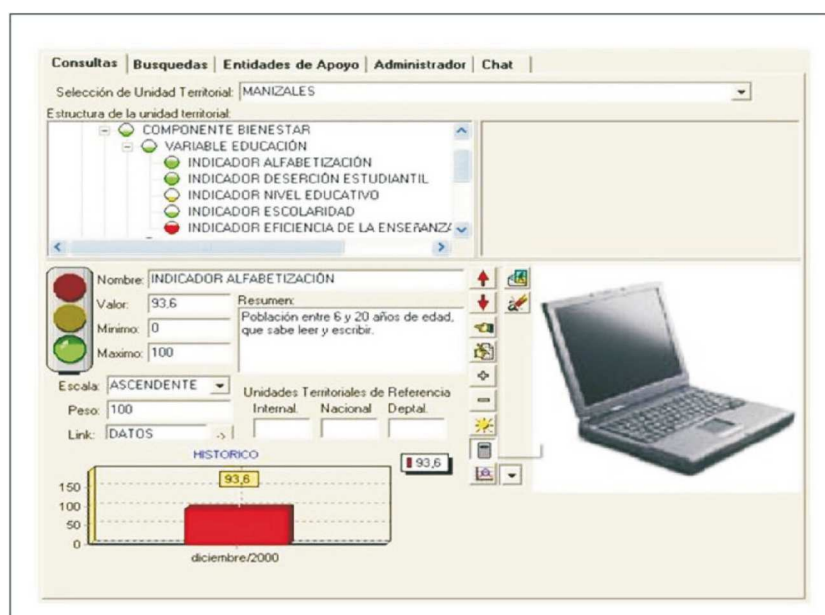 Consultas Busquedas Entidades de Apoyo Administrador Chat
Selección de Unidad Territorial: MANIZALES
Estructura de la unidad territorial:
COMPONENTE BIENESTAR
VARIABLE EDUCACIÓN
INDICADOR ALFABETIZACIÓN
INDICADOR DESERCIÓN ESTUDIANTIL
INDICADOR NIVEL EDUCATIVO
INDICADOR ESCOLARIDAD
INDICADOR EFICIENCIA DE LA ENSEÑANZA
Nombre: INDICADOR ALFABETIZACIÓN
Valor: 93,6
Minimo: 0
Maximo: 100
Resumen:
Población entre 6 y 20 años de edad,
que sabe leer y escribir.
Escala: ASCENDENTE
Peso: 100
Link: DATOS ->
Unidades Territoriales de Referencia
Internal. Nacional Deptal.
HISTORICO
93,6
93,6
150
100
50
0
diciembre/2000